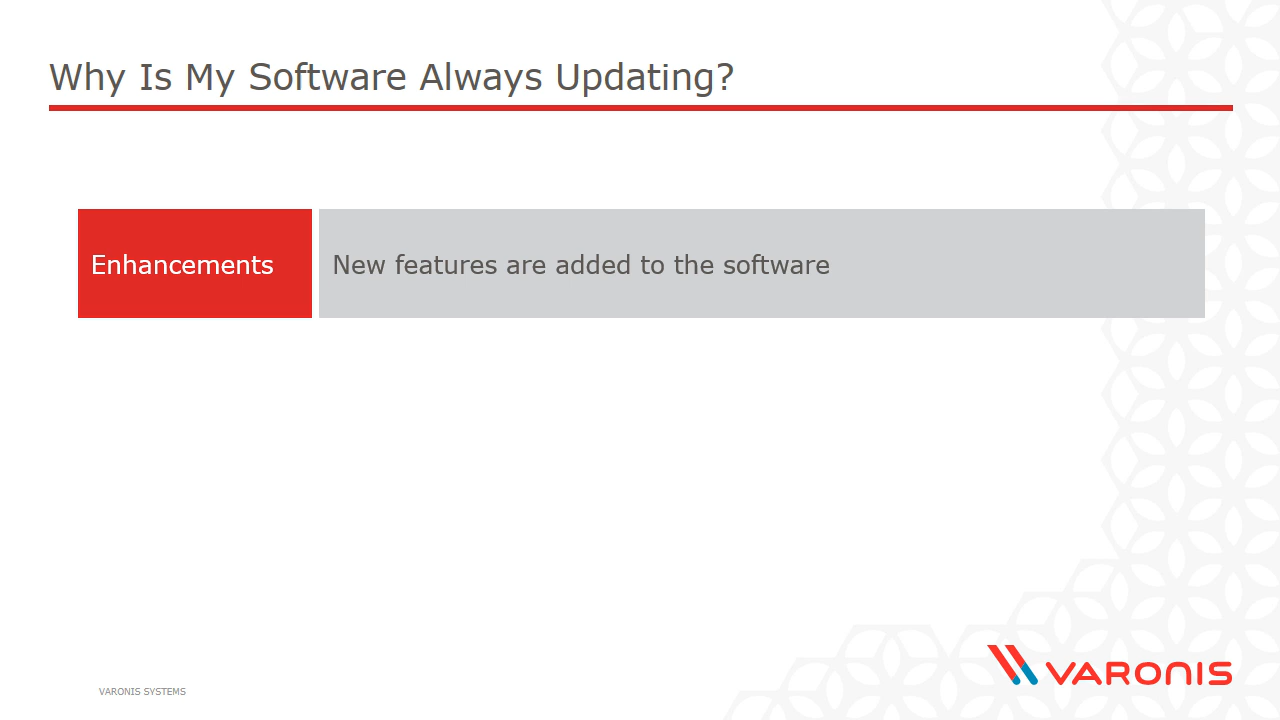 Why Is My Software Always Updating?
Enhancements
New features are added to the software
VARONIS SYSTEMS
VARONIS